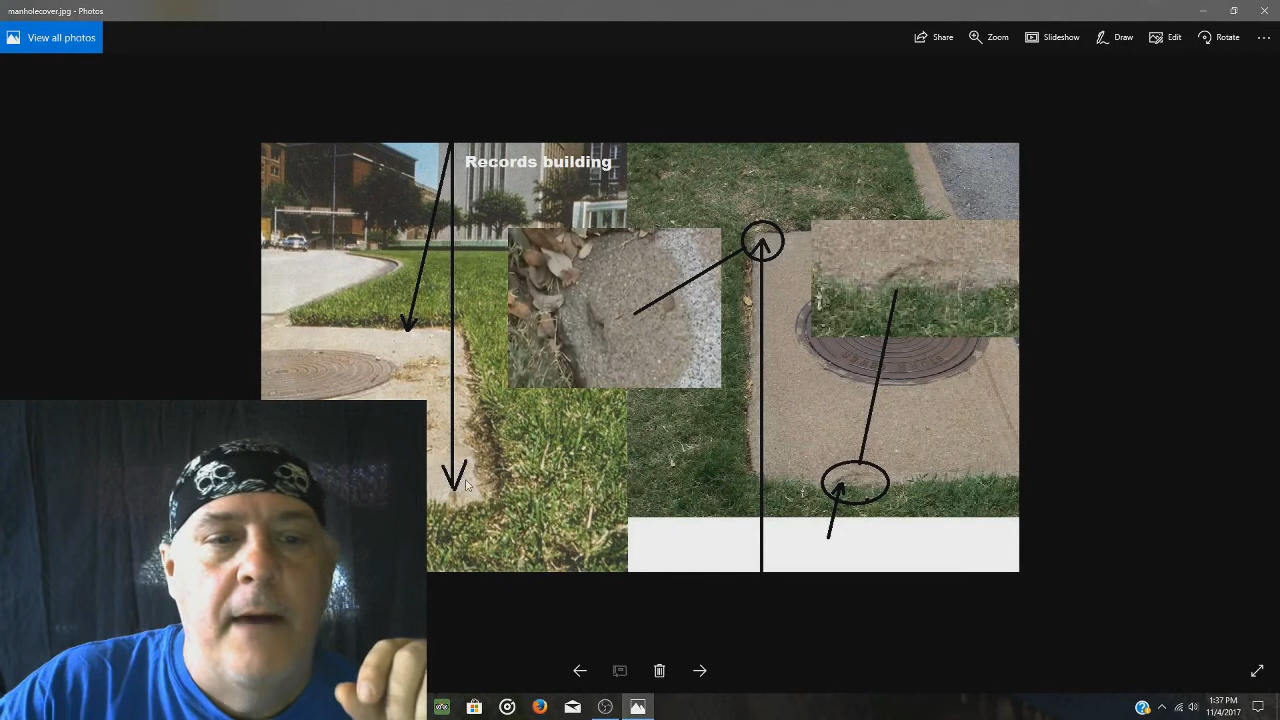 manholecover.jpg - Photos
View all photos
Share
Zoom
Slideshow
Draw
Edit
Rotate
Records building
1:37 PM
11/4/2017